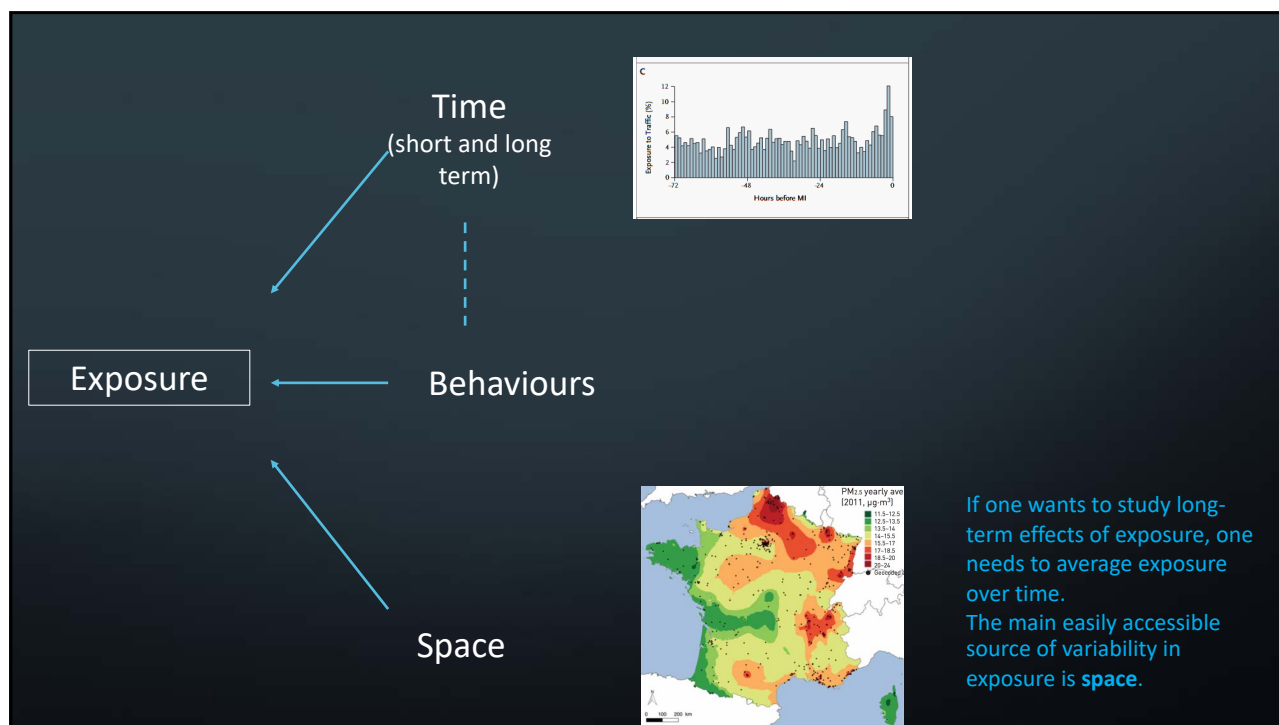 Time
(short and long
term)
C
Exposure to Traffic (%)
12
10
8
6
4
2
0
-72
-48
-24
0
Hours before MI
Exposure
Behaviours
Space
PM2.5 yearly ave
[2011, µg·m³]
11.5–12.5
12.5–13.5
13.5–14
14–15.5
15.5–17
17–18.5
18.5–20
20–24
Geocoded
0 100 200 km
If one wants to study long-
term effects of exposure, one
needs to average exposure
over time.
The main easily accessible
source of variability in
exposure is space.